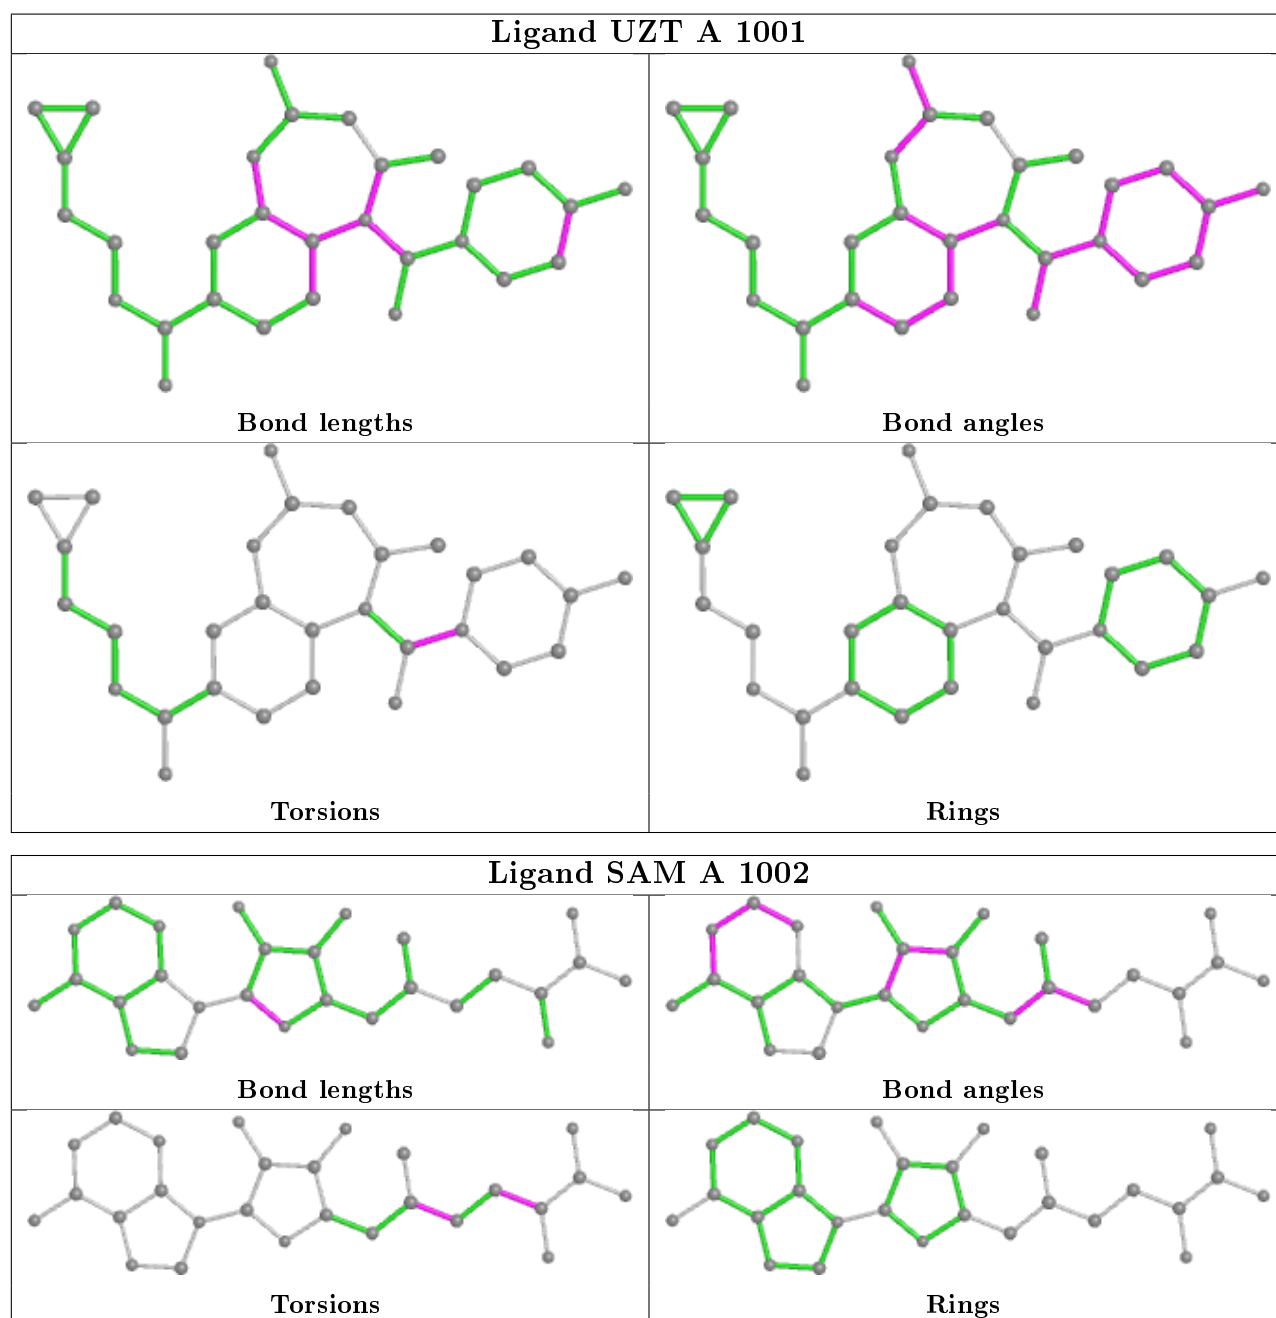 Ligand UZT A 1001
Bond lengths
Bond angles
Torsions
Rings
Ligand SAM A 1002
Bond lengths
Bond angles
Torsions
Rings